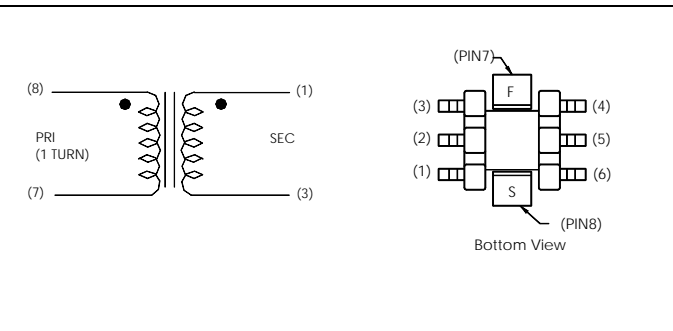 (8)
(1)
PRI
(1 TURN)
SEC
(7)
(3)
(PIN7)
F
(3)
(4)
(2)
(5)
(1)
(6)
S
(PIN8)
Bottom View